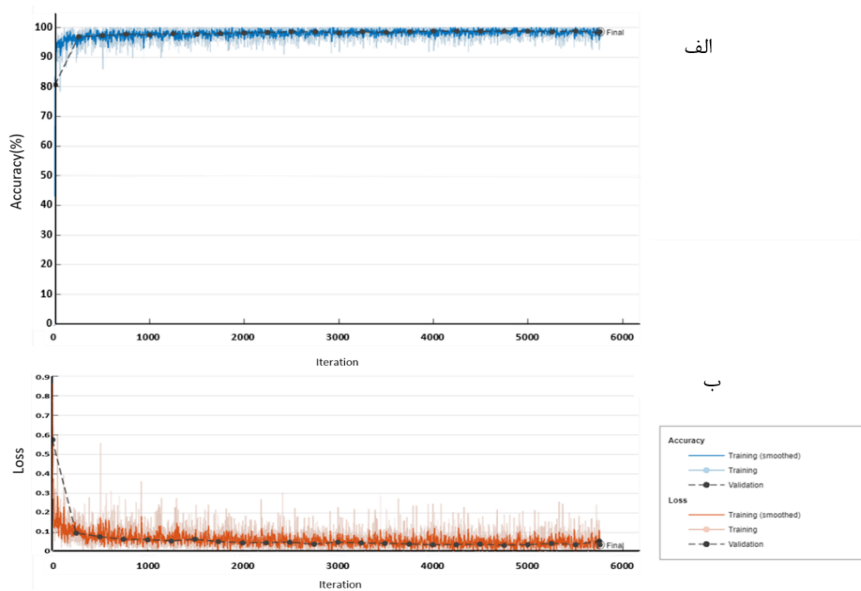 100
90
80
70
60
50
40
30
20
10
0
Accuracy(%)
Final
الف
0 1000 2000 3000 4000 5000 6000
Iteration
0.9
0.8
0.7
0.6
0.5
0.4
0.3
0.2
0.1
0
Loss
Final
ب
0 1000 2000 3000 4000 5000 6000
Iteration
Accuracy
Training (smoothed)
Training
Validation
Loss
Training (smoothed)
Training
Validation